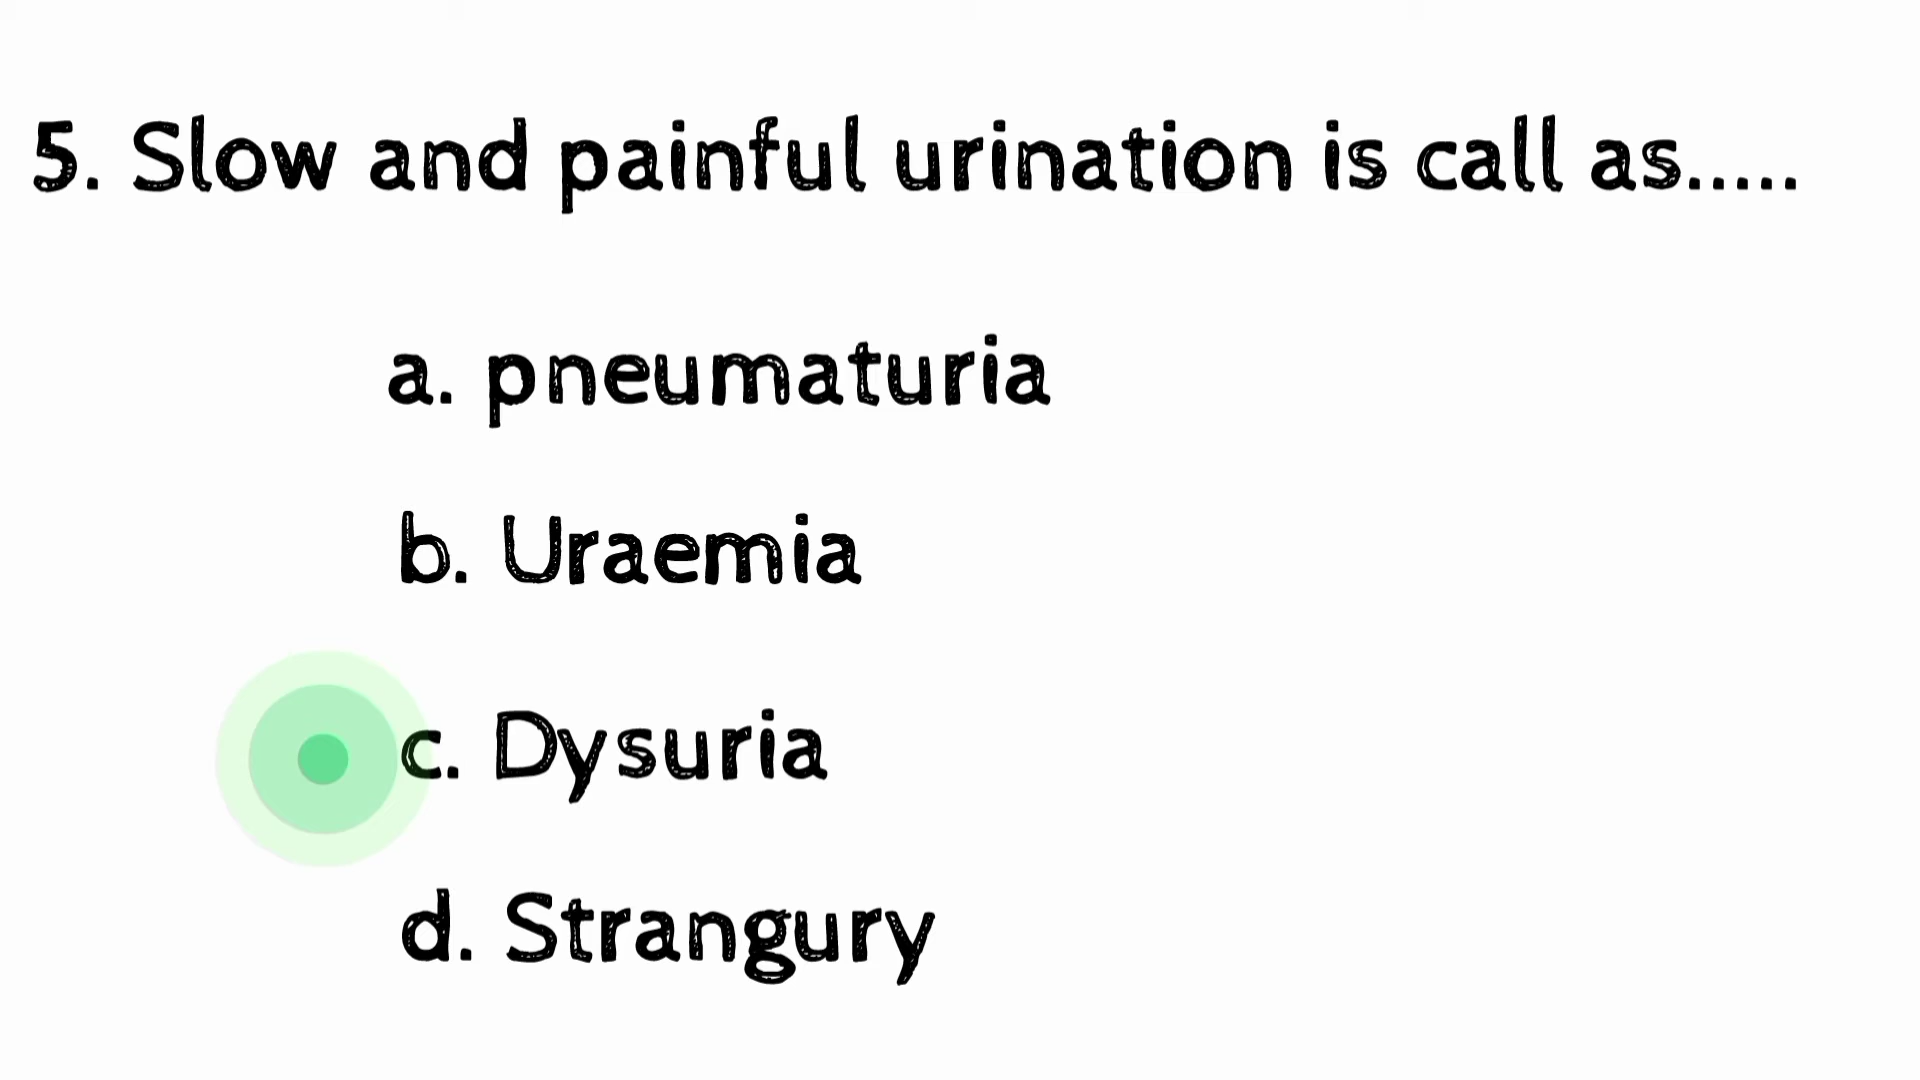 5. Slow and painful urination is call as.....
a. pneumaturia
b. Uraemia
c. Dysuria
d. Strangury